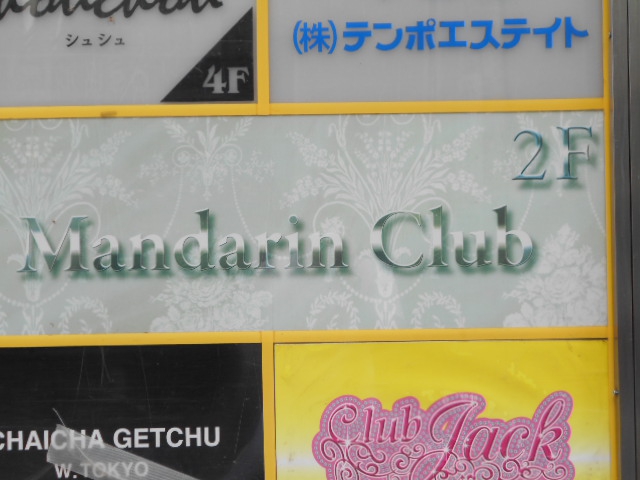 シュシュ
4F
(株)テンポエステイト
2F
Mandarin Club
CHAICHA GETCHU
W.TOKYO
Club Jack